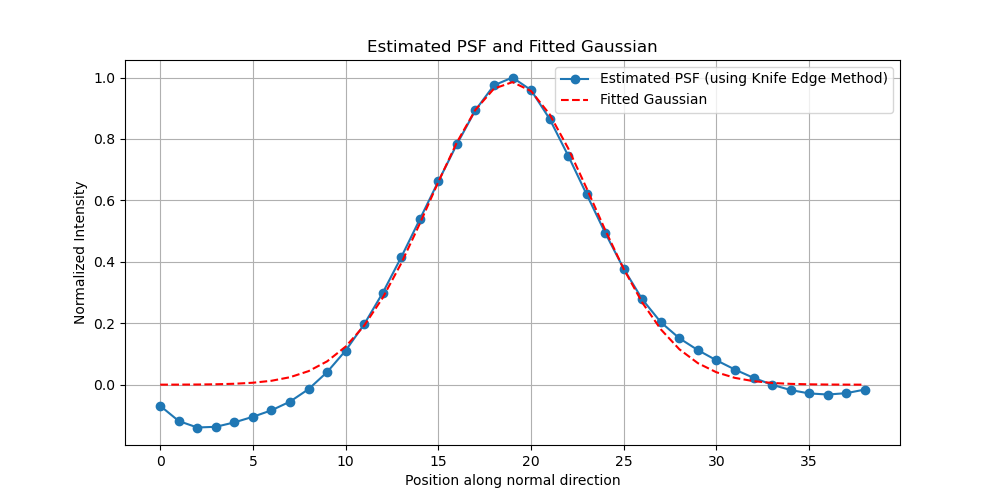 Estimated PSF and Fitted Gaussian
Estimated PSF (using Knife Edge Method)
Fitted Gaussian
Normalized Intensity
1.0
0.8
0.6
0.4
0.2
0.0
0 5 10 15 20 25 30 35
Position along normal direction